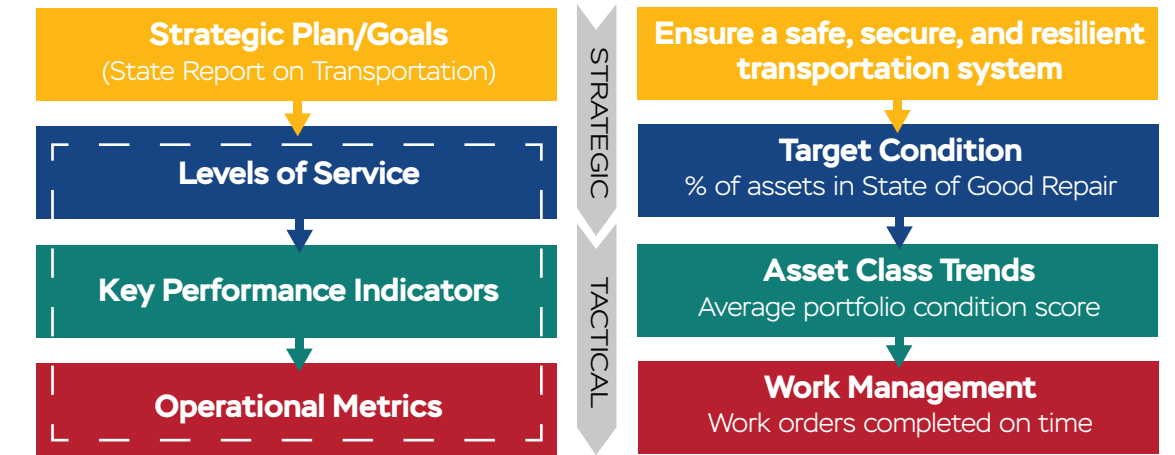 Strategic Plan/Goals
(State Report on Transportation)
Levels of Service
Key Performance Indicators
Operational Metrics
STRATEGIC
TACTICAL
Ensure a safe, secure, and resilient
transportation system
Target Condition
% of assets in State of Good Repair
Asset Class Trends
Average portfolio condition score
Work Management
Work orders completed on time